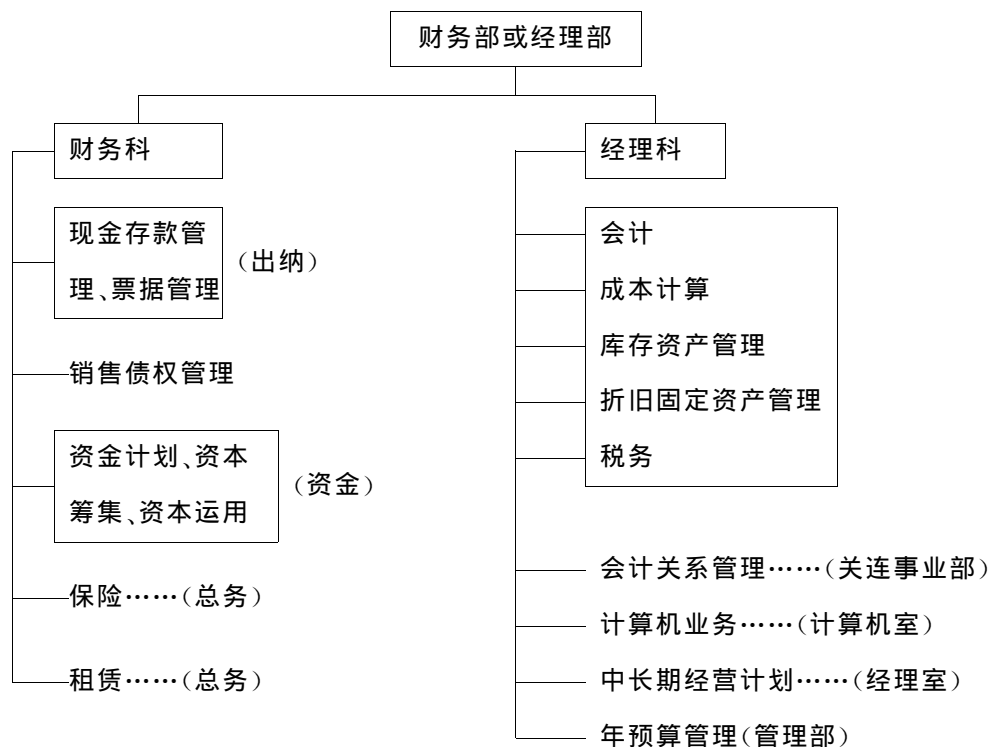 财务部或经理部
财务科
现金存款管
理、票据管理
(出纳)
销售债权管理
资金计划、资本
筹集、资本运用
(资金)
保险……(总务)
租赁……(总务)
经理科
会计
成本计算
库存资产管理
折旧固定资产管理
税务
会计关系管理……(关连事业部)
计算机业务……(计算机室)
中长期经营计划……(经理室)
年预算管理(管理部)